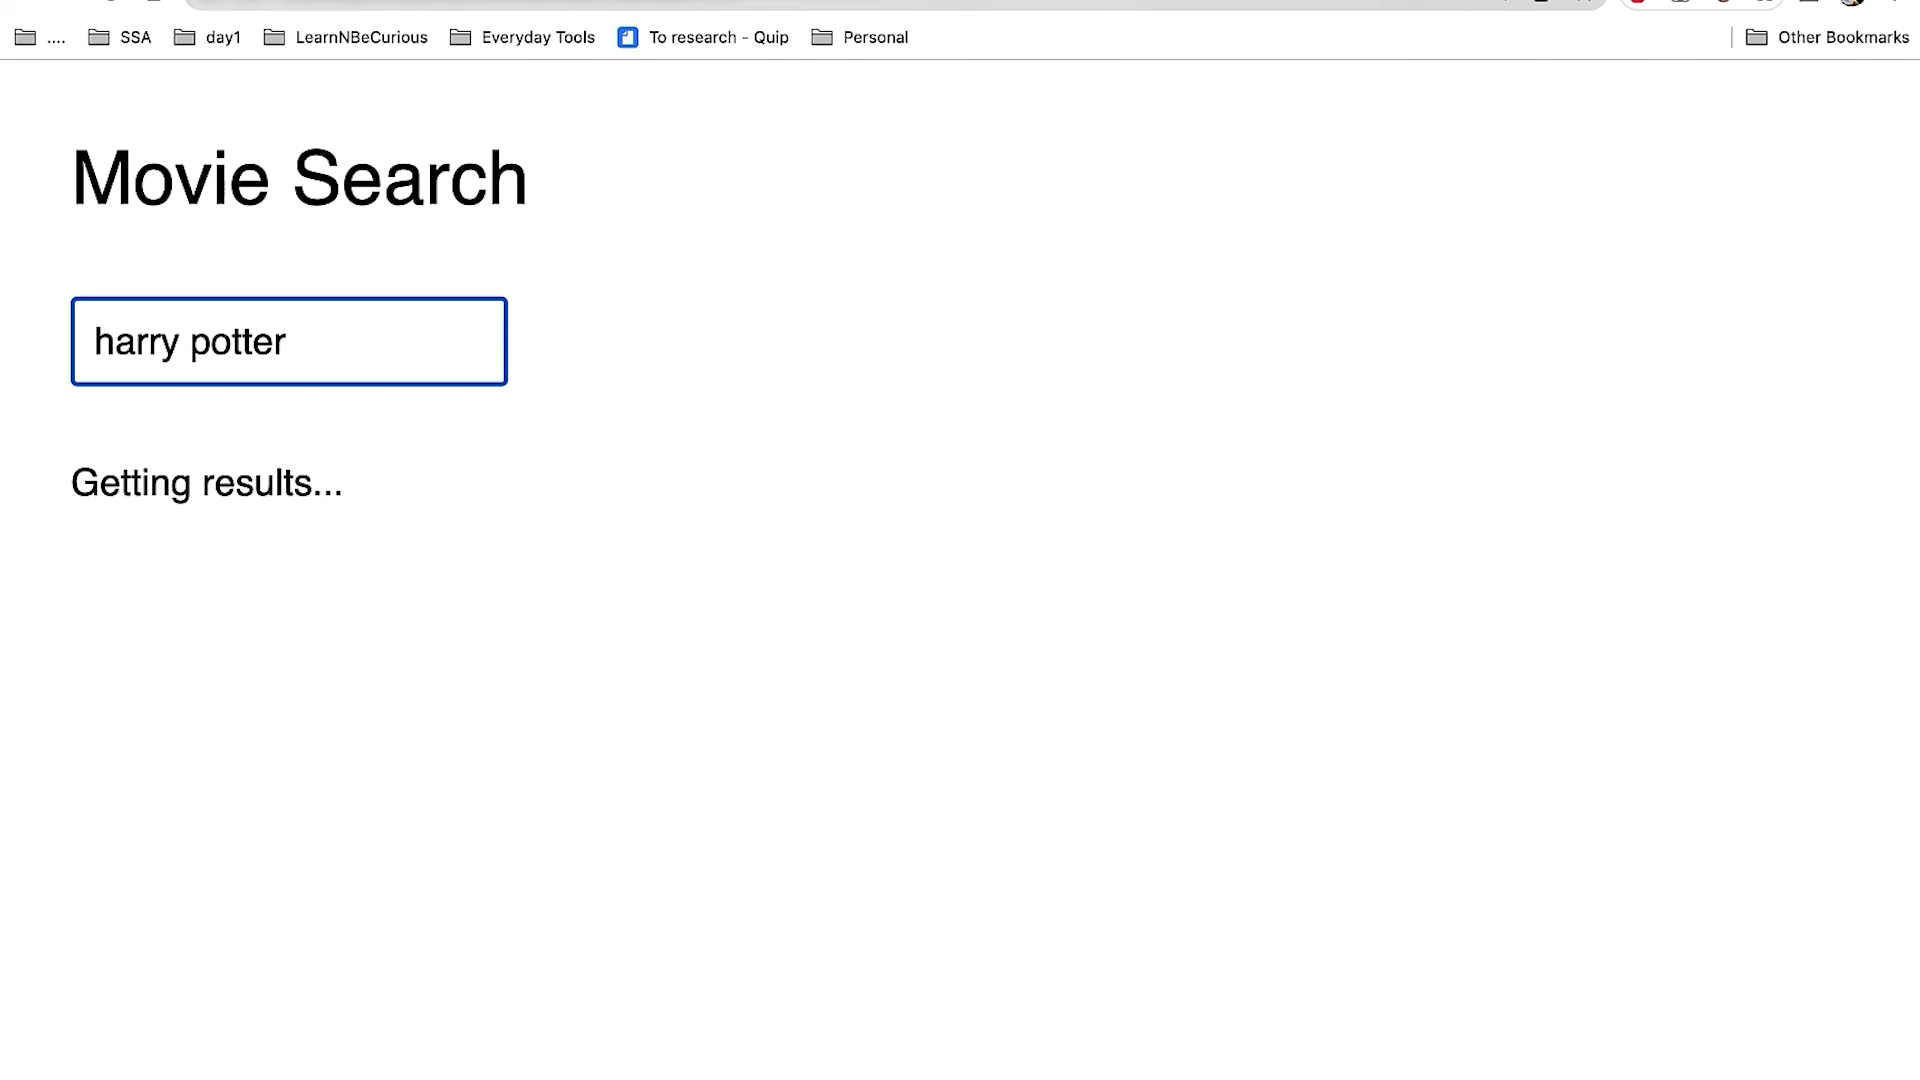 .... SSA day1 LearnNBeCurious Everyday Tools To research - Quip Personal Other Bookmarks
Movie Search
harry potter
Getting results...